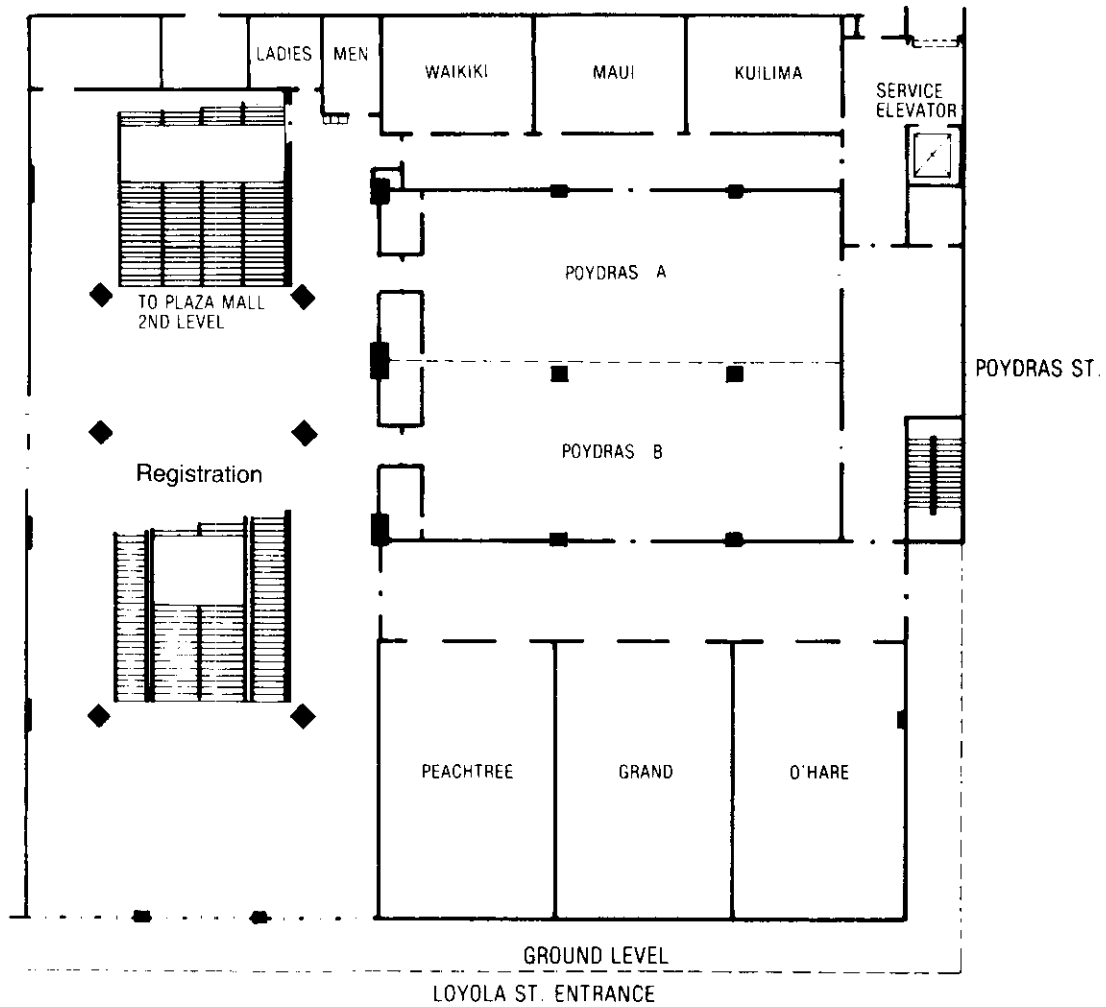 LADIES
MEN
WAIKIKI
MAUI
KUILIMA
SERVICE
ELEVATOR
POYDRAS A
TO PLAZA MALL
2ND LEVEL
POYDRAS ST.
POYDRAS B
Registration
PEACHTREE
GRAND
O'HARE
GROUND LEVEL
LOYOLA ST. ENTRANCE